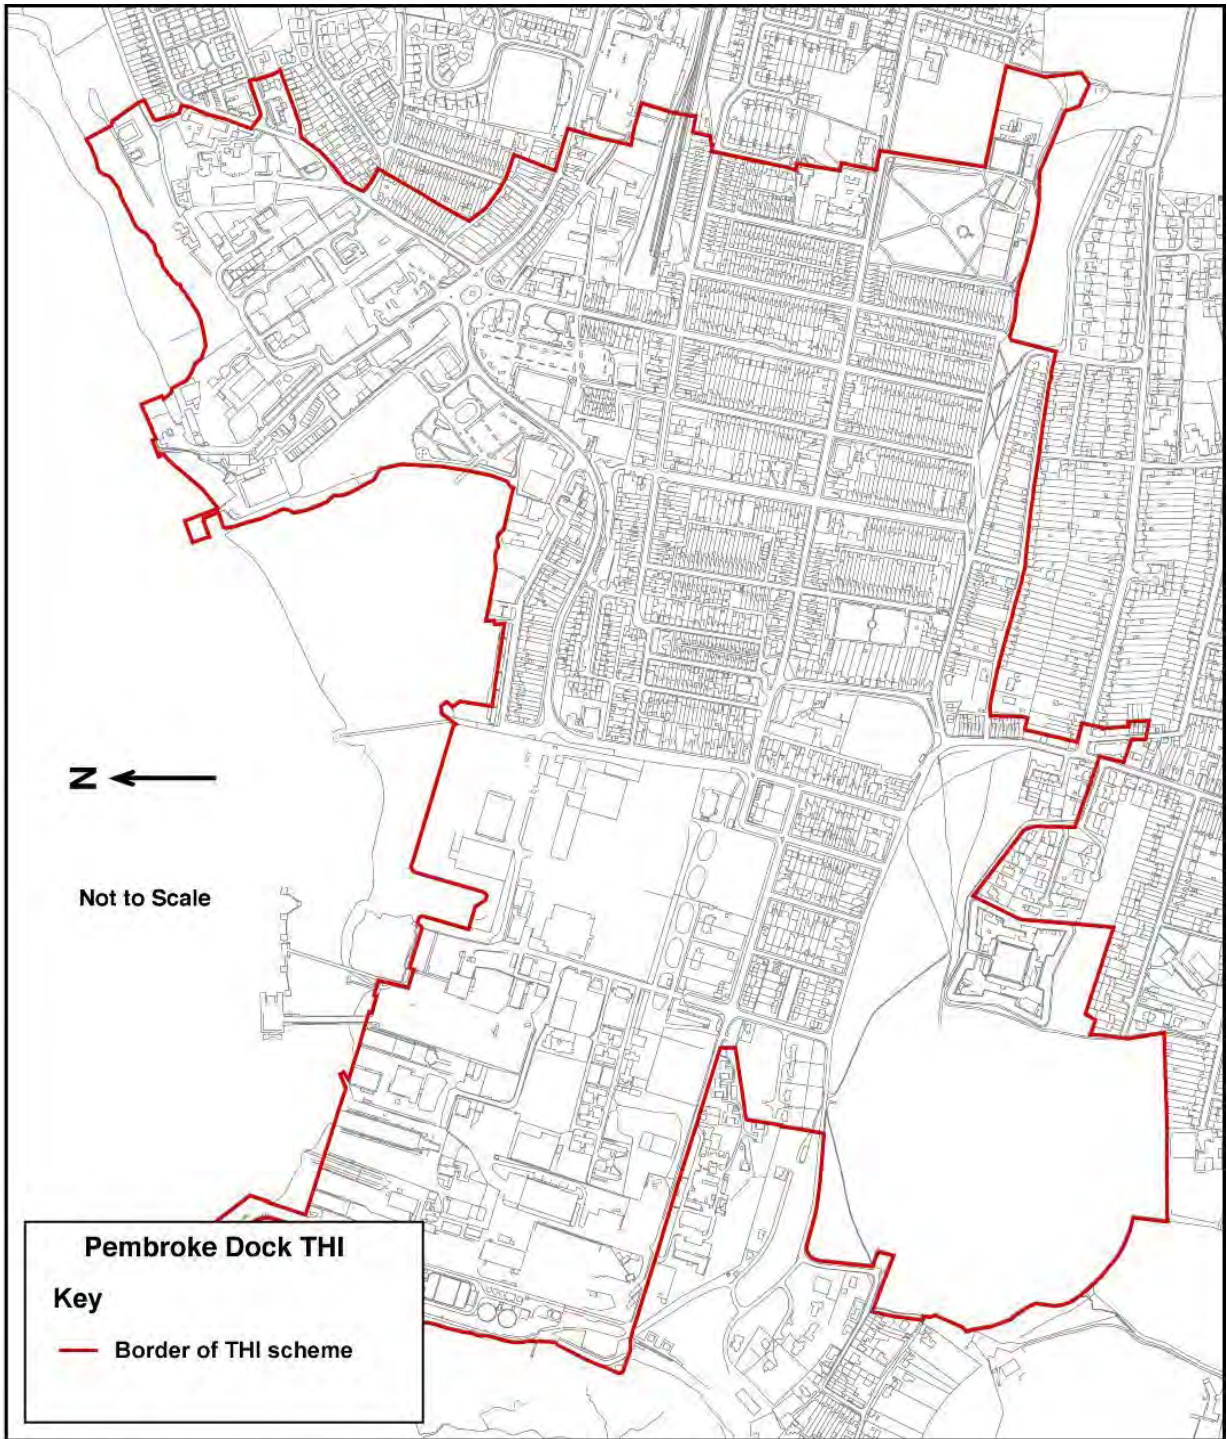 N
Not to Scale
Pembroke Dock THI
Key
Border of THI scheme